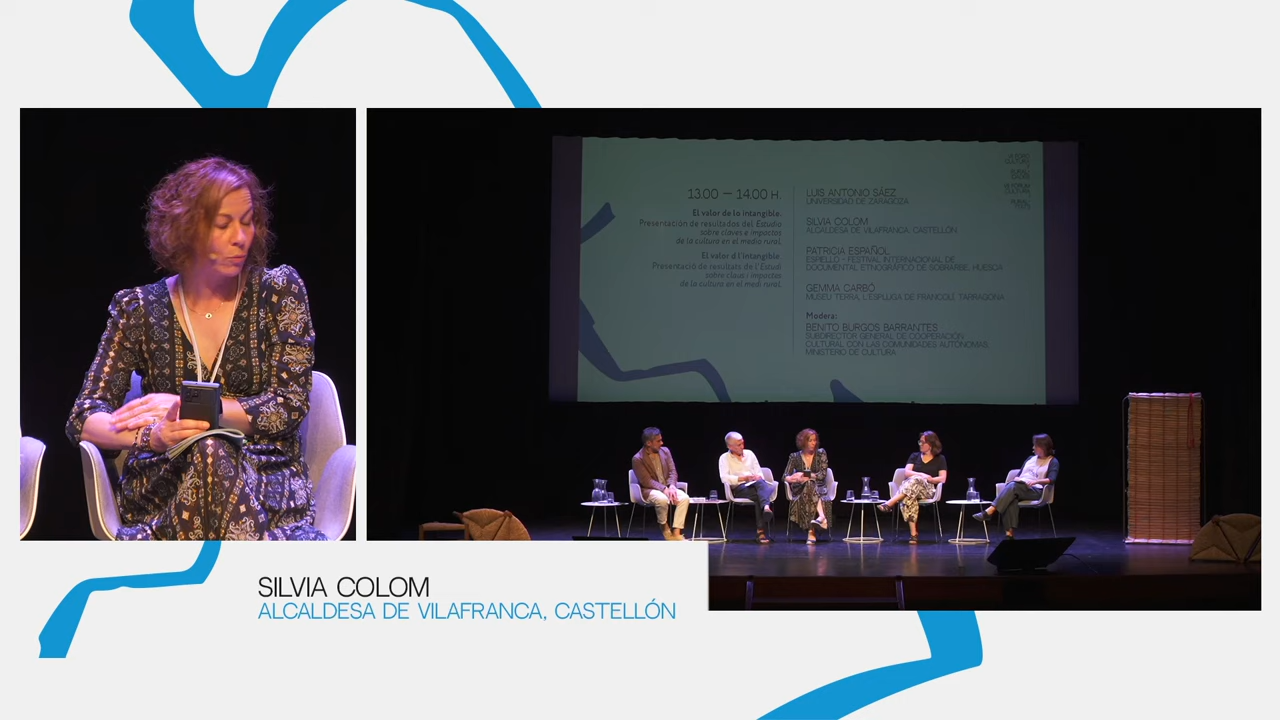 13.00 — 14.00 H.
El valor de lo intangible.
Presentación de resultados del Estudio
sobre claves e impactos
de la cultura en el medio rural.
El valor d l'intangible.
Presentació de resultats de l'Estudi
sobre claus i impactes
de la cultura en el medi rural.
LUIS ANTONIO SÁEZ
UNIVERSIDAD DE ZARAGOZA
SILVIA COLOM
ALCALDESA DE VILAFRANCA, CASTELLÓN
PATRICIA ESPAÑOL
ESPIELLO – FESTIVAL INTERNACIONAL DE
DOCUMENTAL ETNOGRÁFICO DE SOBRARBE, HUESCA
GEMMA CARBÓ
MUSEU TERRA, L'ESPLUGA DE FRANCOLÍ, TARRAGONA
Modera:
BENITO BURGOS BARRANTES
SUBDIRECTOR GENERAL DE COOPERACIÓN
CULTURAL CON LAS COMUNIDADES AUTÓNOMAS.
MINISTERIO DE CULTURA
SILVIA COLOM
ALCALDESA DE VILAFRANCA, CASTELLÓN